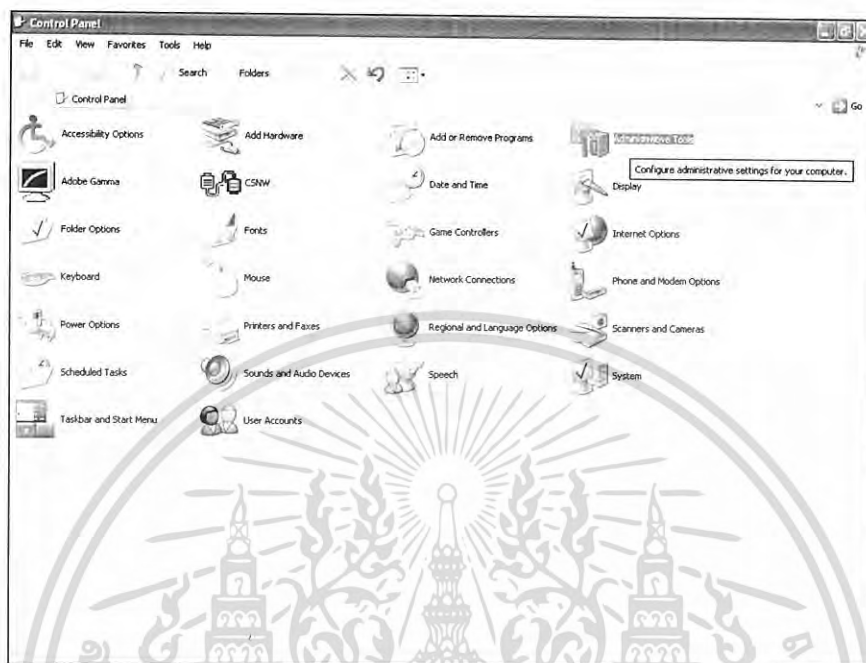 Control Panel
File Edit View Favorites Tools Help
Search Folders
Control Panel
Go
Accessibility Options
Add Hardware
Add or Remove Programs
Administrative Tools
Configure administrative settings for your computer.
Adobe Gamma
CSNW
Date and Time
Display
Folder Options
Fonts
Game Controllers
Internet Options
Keyboard
Mouse
Network Connections
Phone and Modem Options
Power Options
Printers and Faxes
Regional and Language Options
Scanners and Cameras
Scheduled Tasks
Sounds and Audio Devices
Speech
System
Taskbar and Start Menu
User Accounts